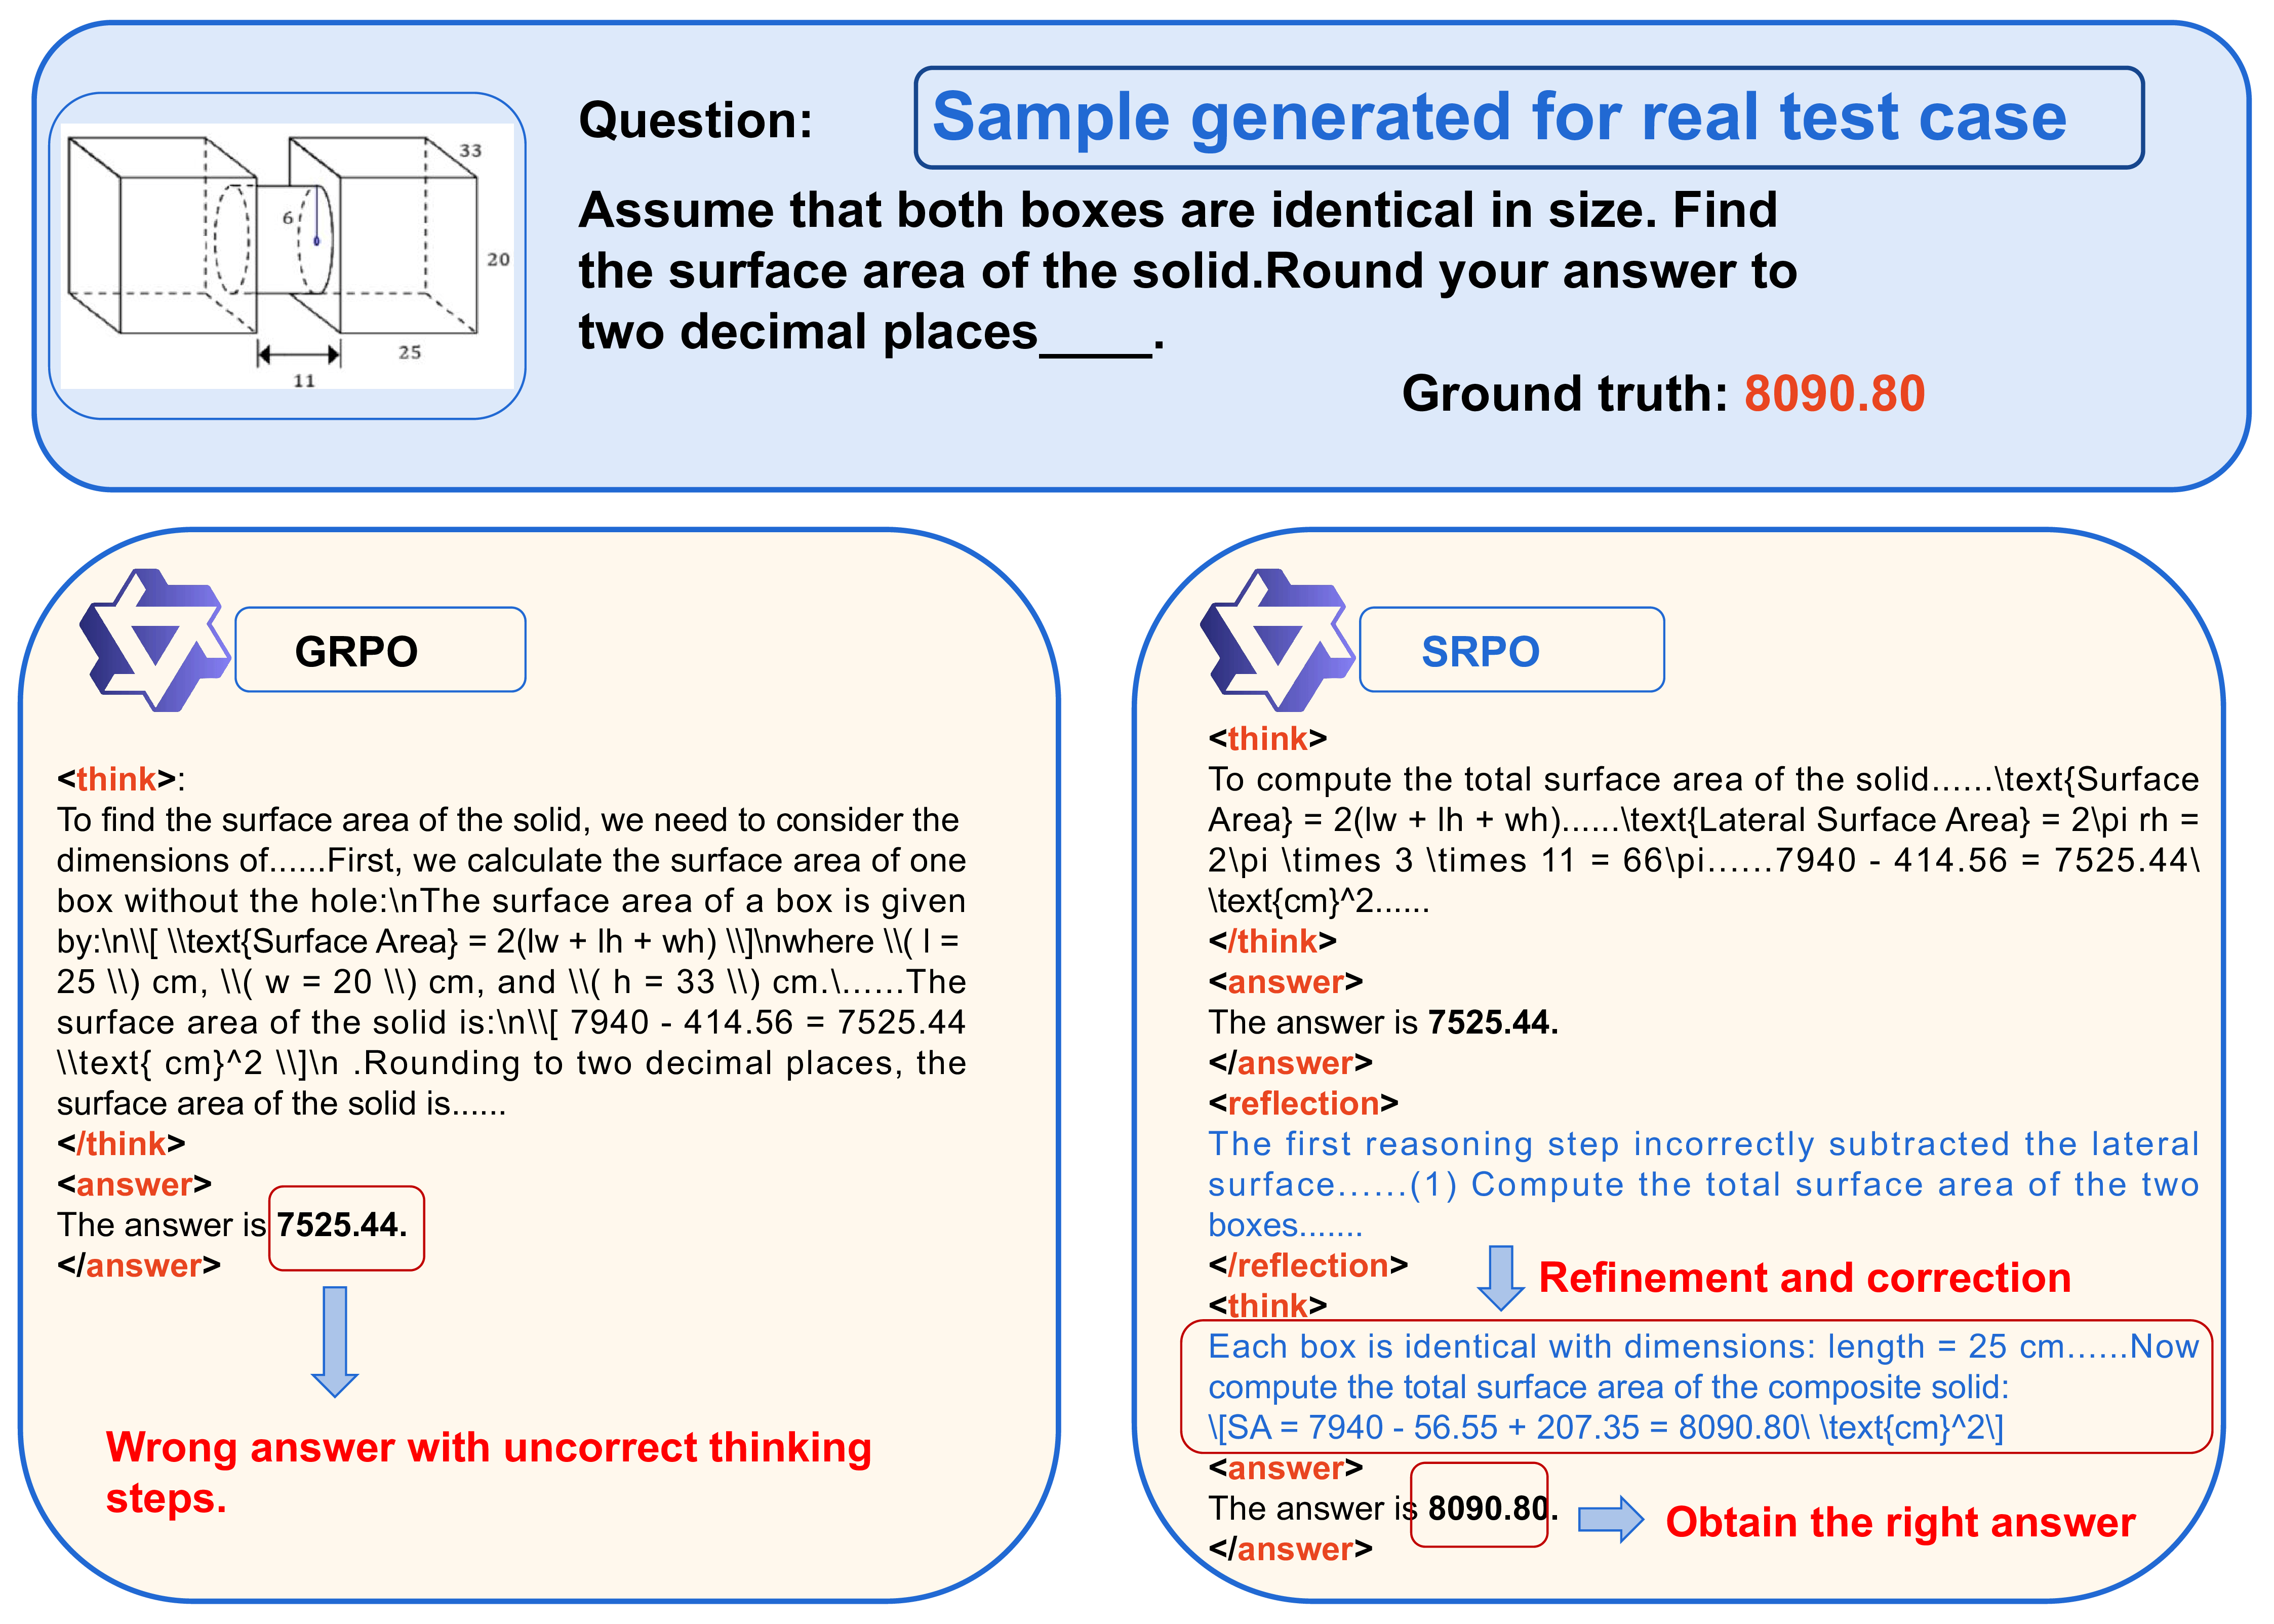 Question:
Sample generated for real test case
Assume that both boxes are identical in size. Find
the surface area of the solid.Round your answer to
two decimal places____.
Ground truth: 8090.80
33
6
20
25
11
GRPO
<think>:
To find the surface area of the solid, we need to consider the
dimensions of......First, we calculate the surface area of one
box without the hole:\nThe surface area of a box is given
by:\n\\[ \\text{Surface Area} = 2(lw + lh + wh) \\]\nwhere \\( l =
25 \\) cm, \\( w = 20 \\) cm, and \\( h = 33 \\) cm.\......The
surface area of the solid is:\n\\[ 7940 - 414.56 = 7525.44
\\text{ cm}^2 \\]\n .Rounding to two decimal places, the
surface area of the solid is......
</think>
<answer>
The answer is 7525.44.
</answer>
Wrong answer with uncorrect thinking
steps.
SRPO
<think>
To compute the total surface area of the solid......\text{Surface
Area} = 2(lw + lh + wh)......\text{Lateral Surface Area} = 2\pi rh =
2\pi \times 3 \times 11 = 66\pi......7940 - 414.56 = 7525.44\
\text{cm}^2......
</think>
<answer>
The answer is 7525.44.
</answer>
<reflection>
The first reasoning step incorrectly subtracted the lateral
surface......(1) Compute the total surface area of the two
boxes.......
</reflection>
Refinement and correction
<think>
Each box is identical with dimensions: length = 25 cm......Now
compute the total surface area of the composite solid:
\[SA = 7940 - 56.55 + 207.35 = 8090.80\ \text{cm}^2\]
<answer>
The answer is 8090.80.
</answer>
Obtain the right answer